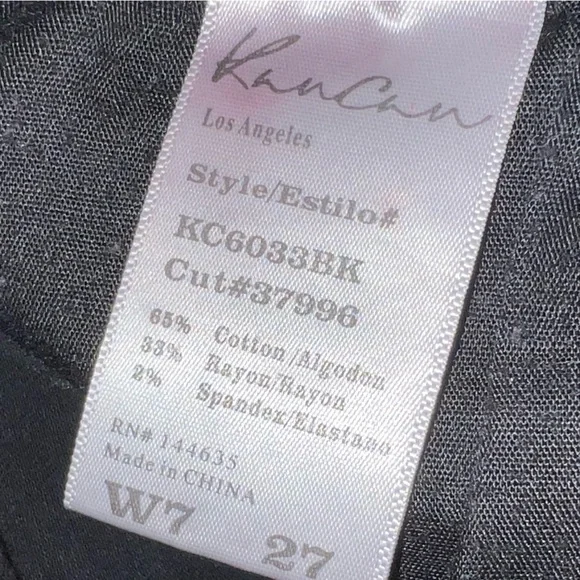 KanCan
Los Angeles
Style/Estilo#
KC6033BK
Cut#37996
65% Cotton/Algodon
33% Rayon/Rayon
2% Spandex/Elastano
RN# 144635
Made in CHINA
W7 27